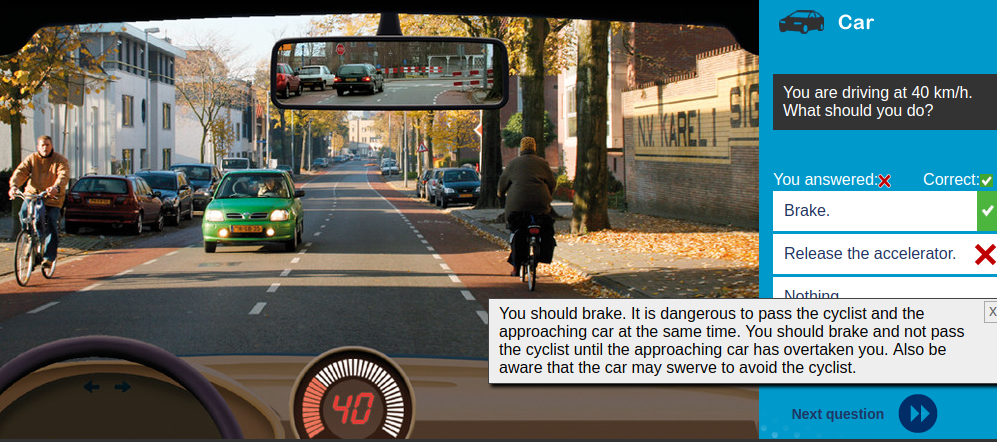 Car
You are driving at 40 km/h.
What should you do?
You answered:
Correct:
Brake.
Release the accelerator.
Nothing
You should brake. It is dangerous to pass the cyclist and the
approaching car at the same time. You should brake and not pass
the cyclist until the approaching car has overtaken you. Also be
aware that the car may swerve to avoid the cyclist.
X
Next question
40
N.V. KAREL I
SIG